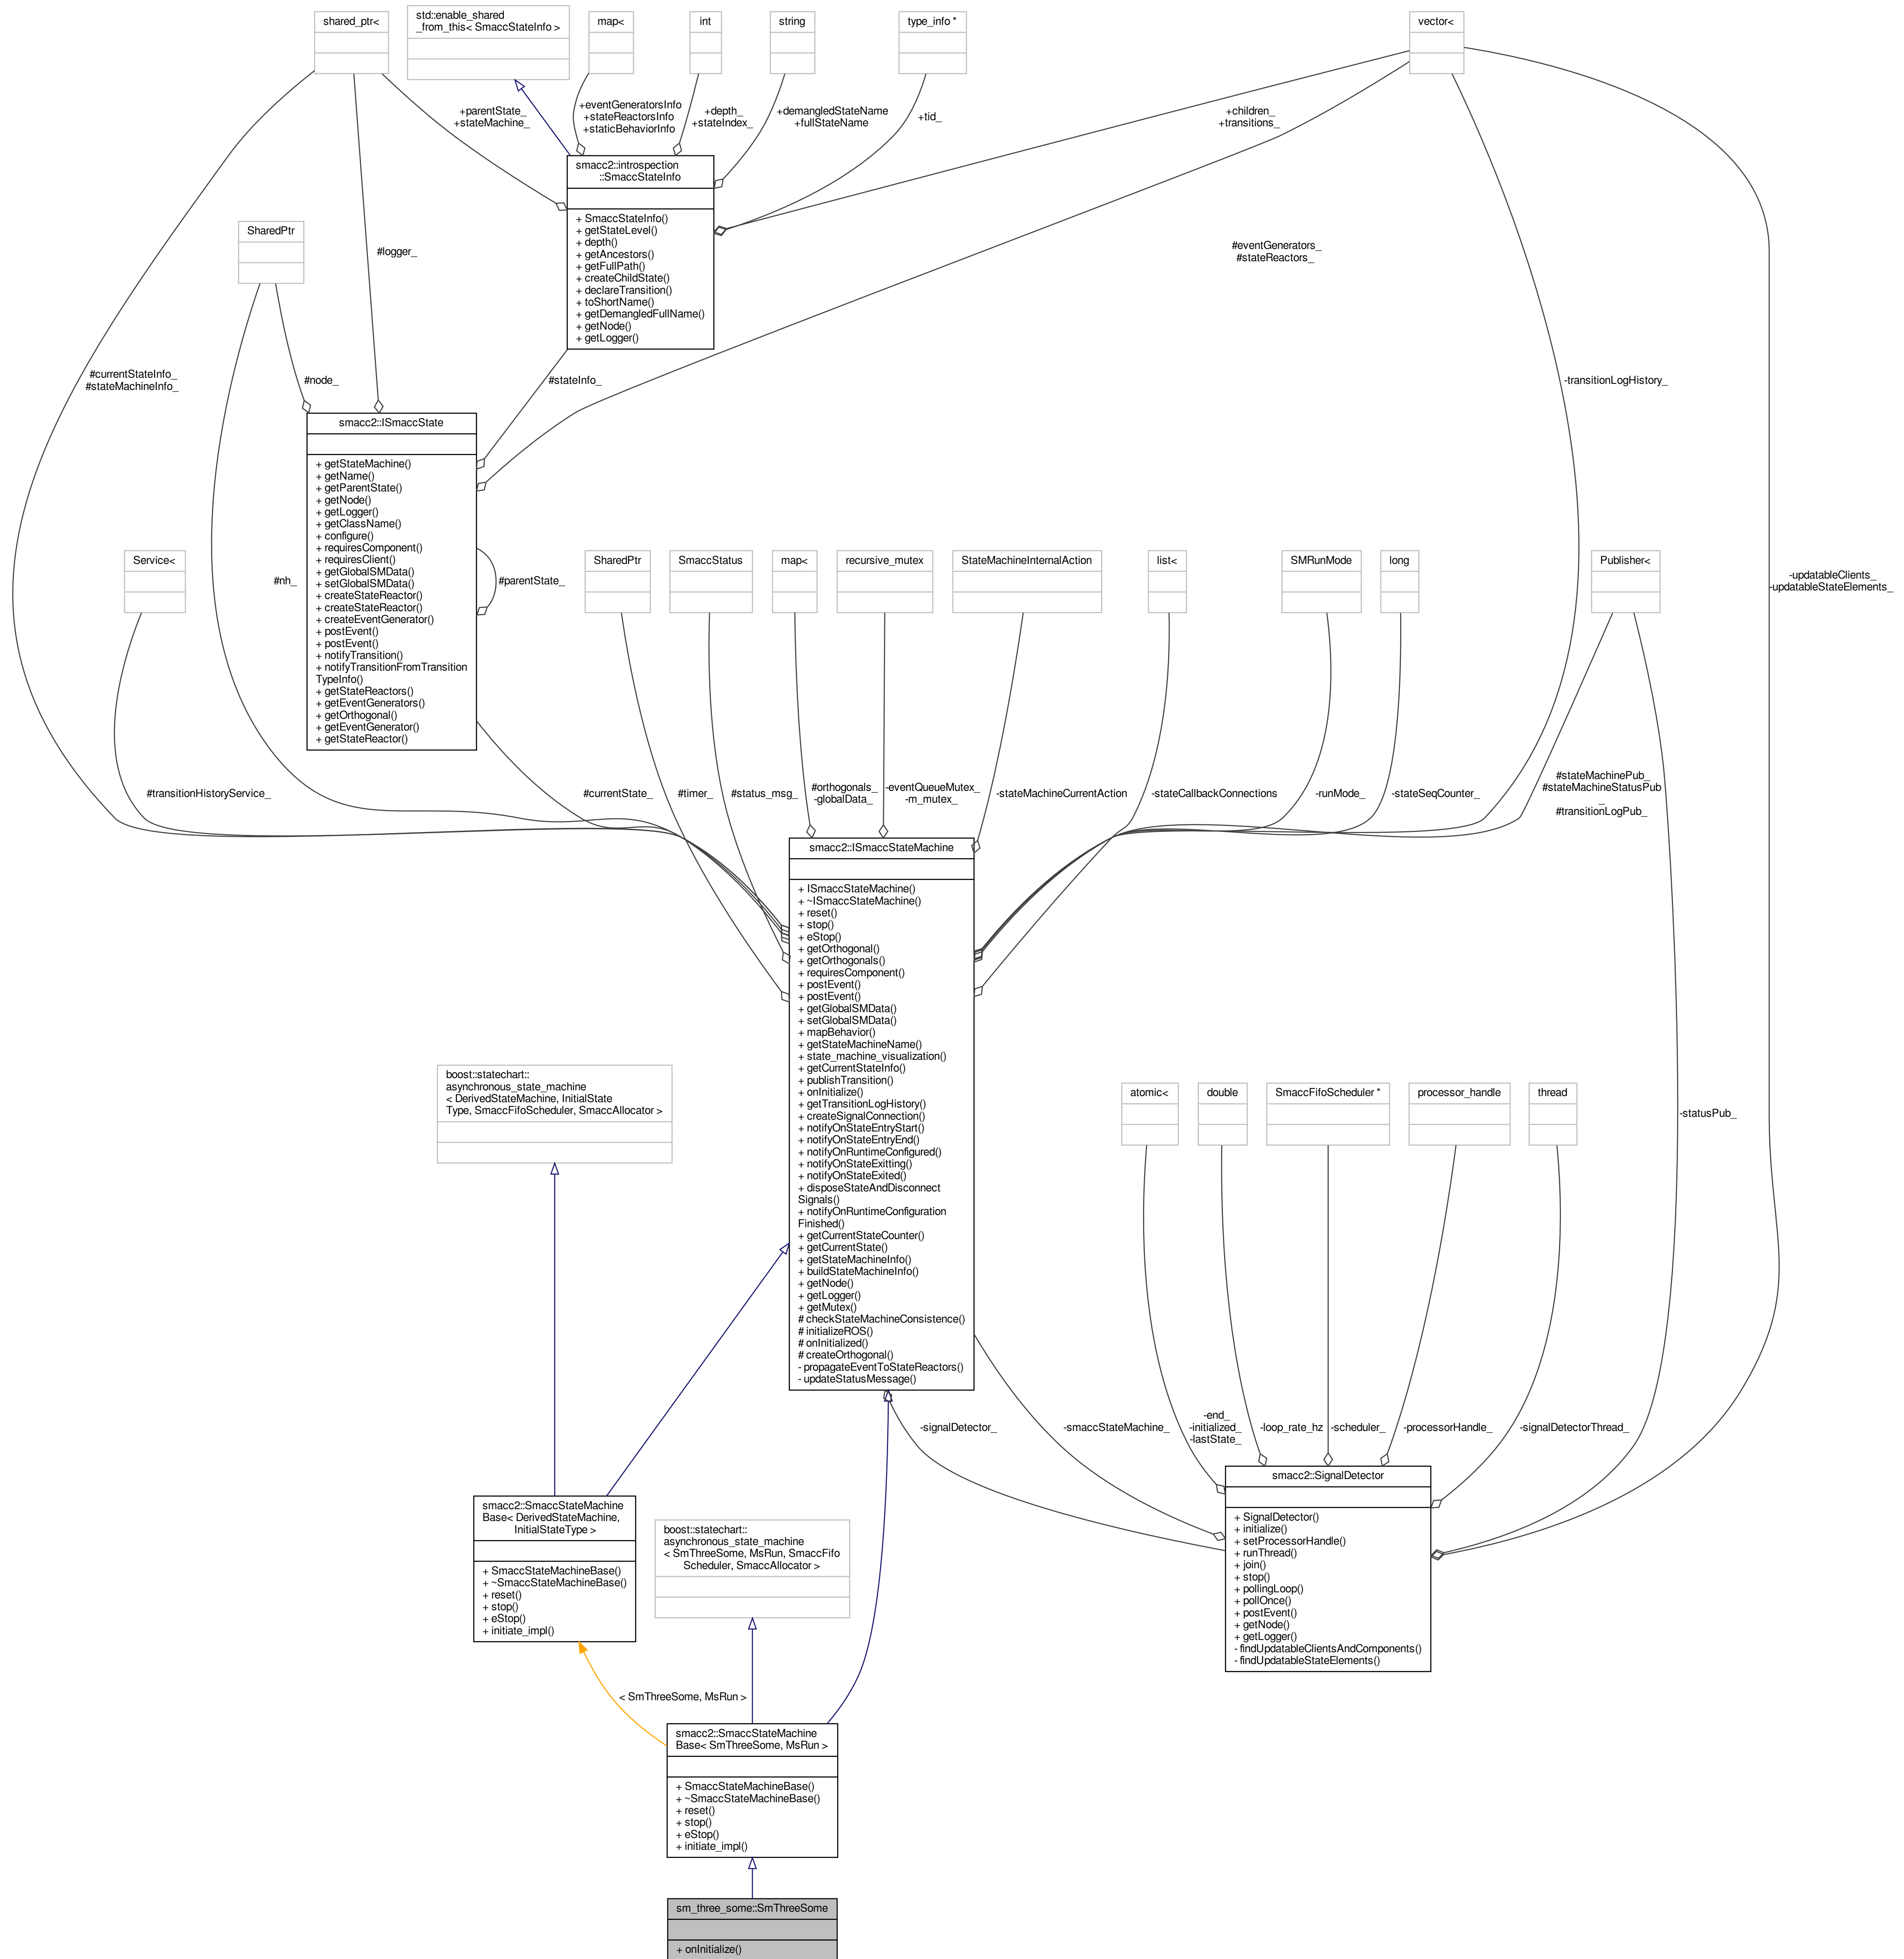 shared_ptr<
std::enable_shared
_from_this< SmaccStateInfo >
map<
int
string
type_info *
vector<
+parentState_
+stateMachine_
+eventGeneratorsInfo
+stateReactorsInfo
+staticBehaviorInfo
+depth_
+stateIndex_
+demangledStateName
+fullStateName
+tid_
+children_
+transitions_
smacc2::introspection
::SmaccStateInfo
+ SmaccStateInfo()
+ getStateLevel()
+ depth()
+ getAncestors()
+ getFullPath()
+ createChildState()
+ declareTransition()
+ toShortName()
+ getDemangledFullName()
+ getNode()
+ getLogger()
SharedPtr
#logger_
#eventGenerators_
#stateReactors_
#currentStateInfo_
#stateMachineInfo_
#node_
#stateInfo_
-transitionLogHistory_
smacc2::ISmaccState
+ getStateMachine()
+ getName()
+ getParentState()
+ getNode()
+ getLogger()
+ getClassName()
+ configure()
+ requiresComponent()
+ requiresClient()
+ getGlobalSMData()
+ setGlobalSMData()
+ createStateReactor()
+ createStateReactor()
+ createEventGenerator()
+ postEvent()
+ postEvent()
+ notifyTransition()
+ notifyTransitionFromTransition
TypeInfo()
+ getStateReactors()
+ getEventGenerators()
+ getOrthogonal()
+ getEventGenerator()
+ getStateReactor()
Service<
#nh_
#parentState_
SharedPtr
SmaccStatus
map<
recursive_mutex
StateMachineInternalAction
list<
SMRunMode
long
Publisher<
-updatableClients_
-updatableStateElements_
#transitionHistoryService_
#currentState_
#timer_
#status_msg_
#orthogonals_
-globalData_
-eventQueueMutex_
-m_mutex_
-stateMachineCurrentAction
-stateCallbackConnections
-runMode_
-stateSeqCounter_
#stateMachinePub_
#stateMachineStatusPub
_
#transitionLogPub_
smacc2::ISmaccStateMachine
+ ISmaccStateMachine()
+ ~ISmaccStateMachine()
+ reset()
+ stop()
+ eStop()
+ getOrthogonal()
+ getOrthogonals()
+ requiresComponent()
+ postEvent()
+ postEvent()
+ getGlobalSMData()
+ setGlobalSMData()
+ mapBehavior()
+ getStateMachineName()
+ state_machine_visualization()
+ getCurrentStateInfo()
+ publishTransition()
+ onInitialize()
+ getTransitionLogHistory()
+ createSignalConnection()
+ notifyOnStateEntryStart()
+ notifyOnStateEntryEnd()
+ notifyOnRuntimeConfigured()
+ notifyOnStateExitting()
+ notifyOnStateExited()
+ disposeStateAndDisconnect
Signals()
+ notifyOnRuntimeConfiguration
Finished()
+ getCurrentStateCounter()
+ getCurrentState()
+ getStateMachineInfo()
+ buildStateMachineInfo()
+ getNode()
+ getLogger()
+ getMutex()
# checkStateMachineConsistence()
# initializeROS()
# onInitialized()
# createOrthogonal()
- propagateEventToStateReactors()
- updateStatusMessage()
boost::statechart::
asynchronous_state_machine
< DerivedStateMachine, InitialState
Type, SmaccFifoScheduler, SmaccAllocator >
atomic<
double
SmaccFifoScheduler *
processor_handle
thread
-statusPub_
-signalDetector_
-smaccStateMachine_
-end_
-initialized_
-lastState_
-loop_rate_hz
-scheduler_
-processorHandle_
-signalDetectorThread_
smacc2::SignalDetector
+ SignalDetector()
+ initialize()
+ setProcessorHandle()
+ runThread()
+ join()
+ stop()
+ pollingLoop()
+ pollOnce()
+ postEvent()
+ getNode()
+ getLogger()
- findUpdatableClientsAndComponents()
- findUpdatableStateElements()
smacc2::SmaccStateMachine
Base< DerivedStateMachine,
InitialStateType >
+ SmaccStateMachineBase()
+ ~SmaccStateMachineBase()
+ reset()
+ stop()
+ eStop()
+ initiate_impl()
boost::statechart::
asynchronous_state_machine
< SmThreeSome, MsRun, SmaccFifo
Scheduler, SmaccAllocator >
< SmThreeSome, MsRun >
smacc2::SmaccStateMachine
Base< SmThreeSome, MsRun >
+ SmaccStateMachineBase()
+ ~SmaccStateMachineBase()
+ reset()
+ stop()
+ eStop()
+ initiate_impl()
sm_three_some::SmThreeSome
+ onInitialize()